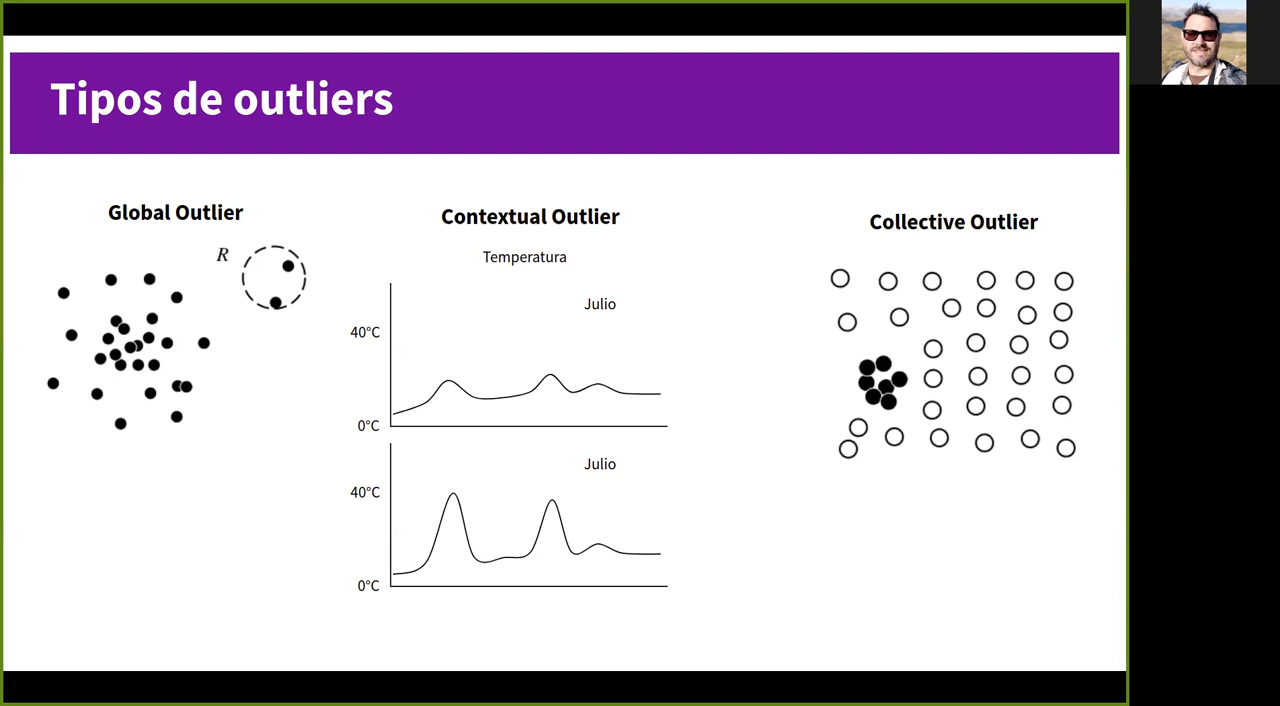 Tipos de outliers
Global Outlier
R
Contextual Outlier
Temperatura
Julio
40°C
0°C
Julio
40°C
0°C
Collective Outlier